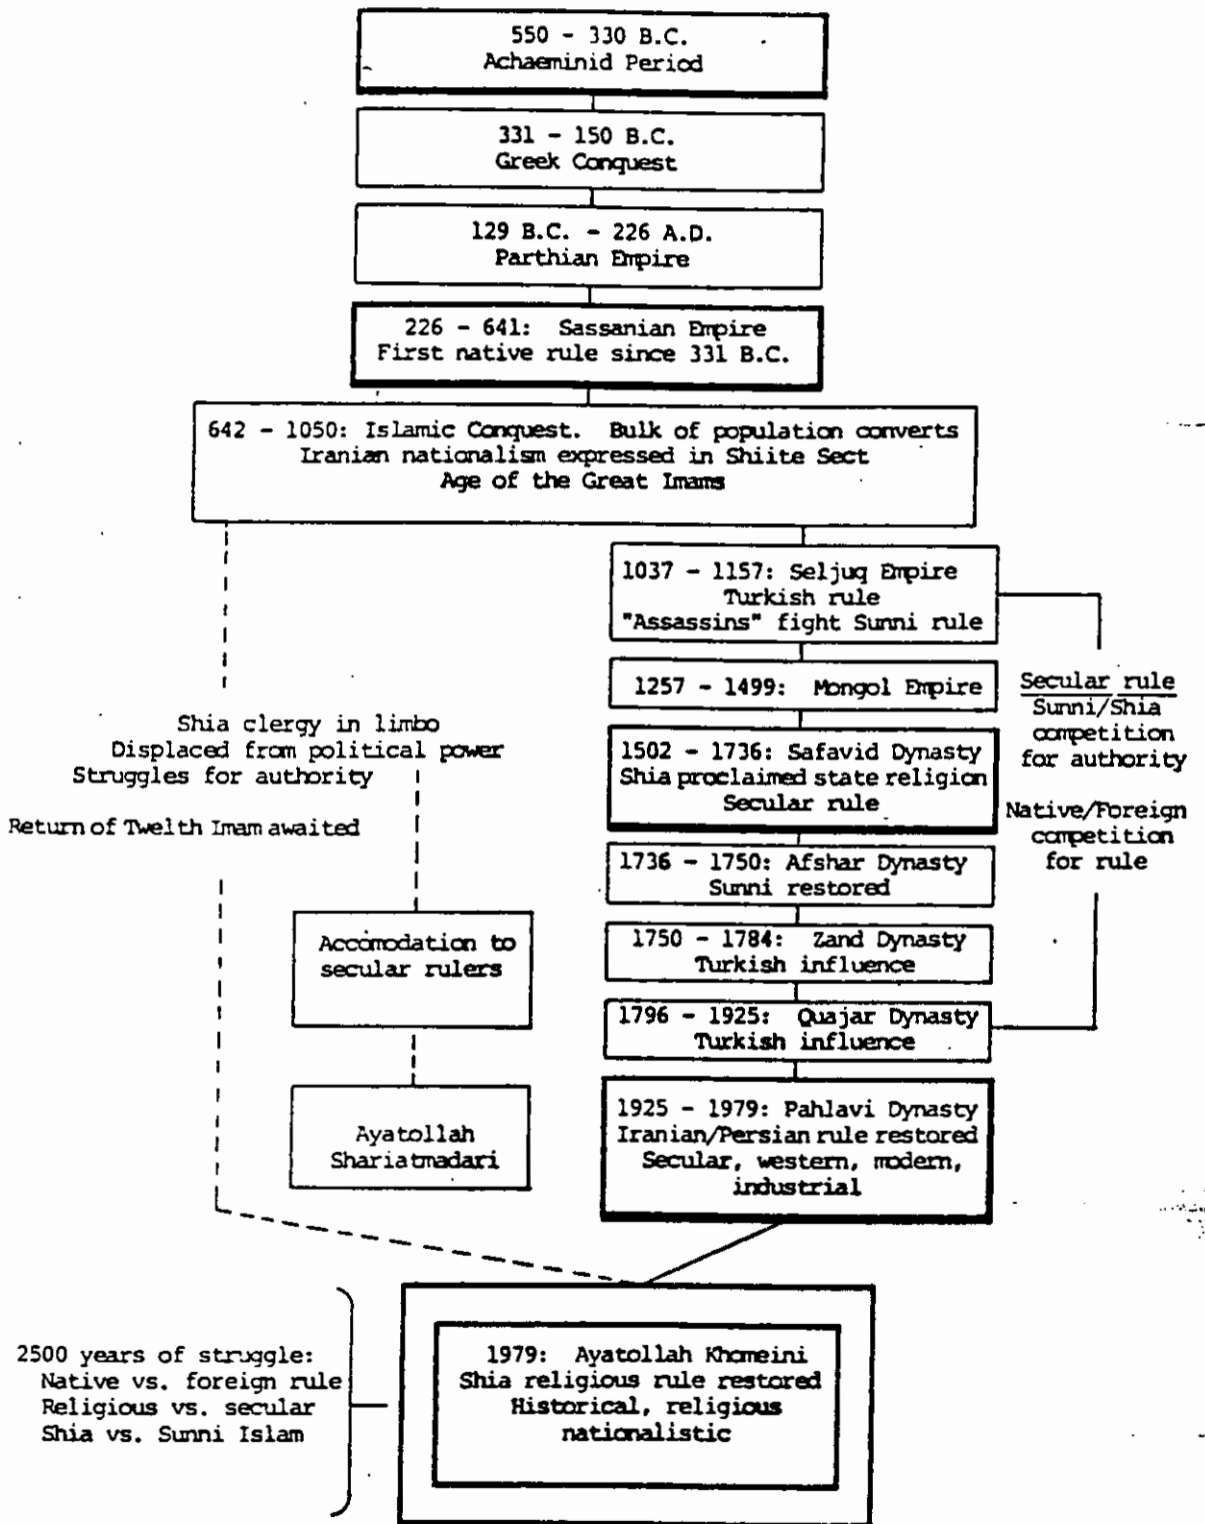 550 - 330 B.C.
Achaeminid Period
331 - 150 B.C.
Greek Conquest
129 B.C. - 226 A.D.
Parthian Empire
226 - 641: Sassanian Empire
First native rule since 331 B.C.
642 - 1050: Islamic Conquest. Bulk of population converts
Iranian nationalism expressed in Shiite Sect
Age of the Great Imams
1037 - 1157: Seljuq Empire
Turkish rule
"Assassins" fight Sunni rule
1257 - 1499: Mongol Empire
1502 - 1736: Safavid Dynasty
Shia proclaimed state religion
Secular rule
1736 - 1750: Afshar Dynasty
Sunni restored
1750 - 1784: Zand Dynasty
Turkish influence
1796 - 1925: Quajar Dynasty
Turkish influence
1925 - 1979: Pahlavi Dynasty
Iranian/Persian rule restored
Secular, western, modern,
industrial
Secular rule
Sunni/Shia
competition
for authority
Native/Foreign
competition
for rule
Shia clergy in limbo
Displaced from political power
Struggles for authority
Return of Twelth Imam awaited
Accomodation to
secular rulers
Ayatollah
Shariatmadari
2500 years of struggle:
Native vs. foreign rule
Religious vs. secular
Shia vs. Sunni Islam
1979: Ayatollah Khomeini
Shia religious rule restored
Historical, religious
nationalistic